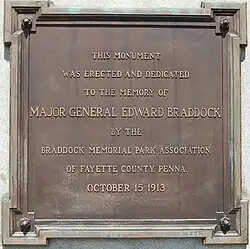 THIS MONUMENT
WAS ERECTED AND DEDICATED
TO THE MEMORY OF
MAJOR GENERAL EDWARD BRADDOCK
BY THE
BRADDOCK MEMORIAL PARK ASSOCIATION
OF FAYETTE COUNTY, PENNA.
OCTOBER 15, 1913